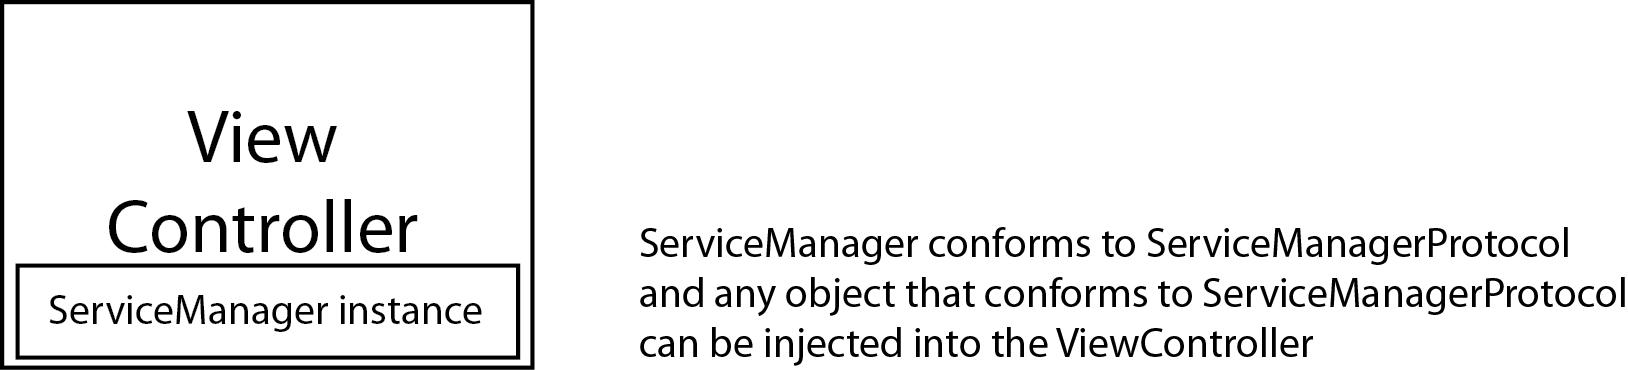 View
Controller
ServiceManager instance
ServiceManager conforms to ServiceManagerProtocol
and any object that conforms to ServiceManagerProtocol
can be injected into the ViewController